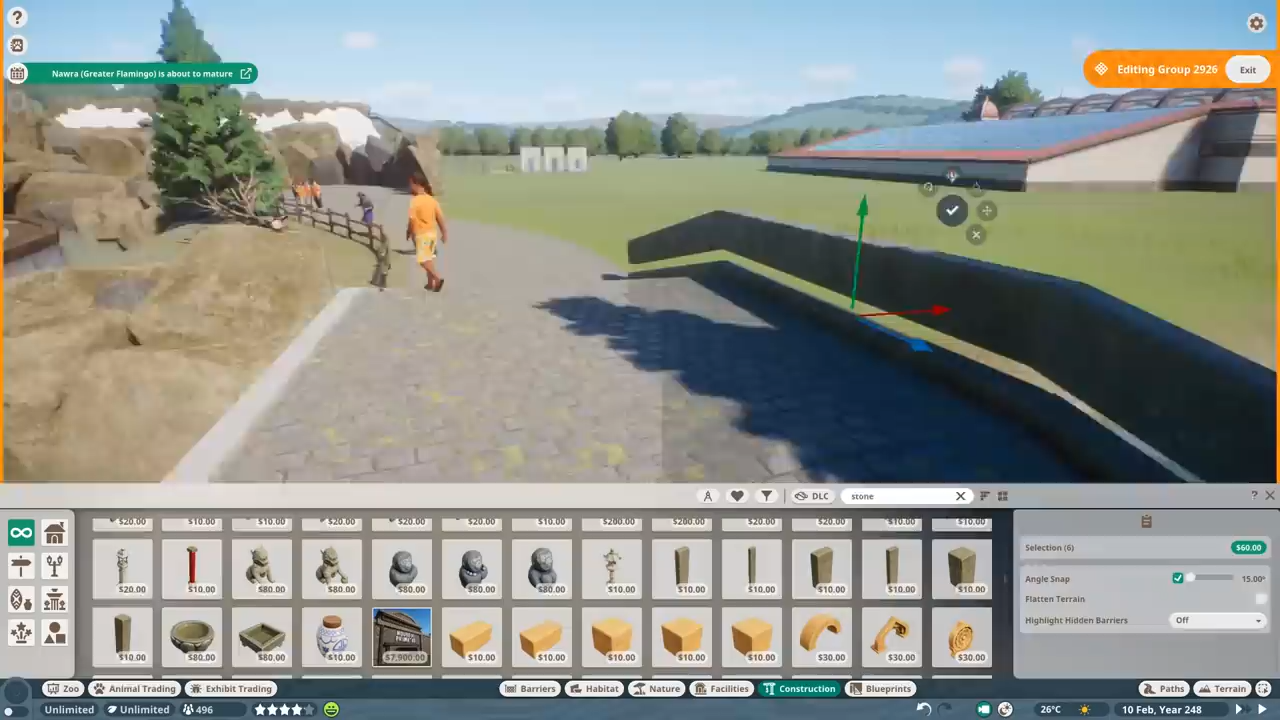 ?
Nawra (Greater Flamingo) is about to mature
Editing Group 2926
Exit
DLC
stone
?
$20.00 $10.00 $20.00 $10.00 $20.00 $20.00 $10.00 $200.00 $200.00 $20.00 $20.00 $10.00 $10.00
$20.00 $10.00 $80.00 $80.00 $80.00 $80.00 $80.00 $10.00 $10.00 $10.00 $10.00 $10.00 $10.00
$10.00 $80.00 $80.00 $10.00 $7,900.00 $10.00 $10.00 $10.00 $10.00 $10.00 $30.00 $30.00 $30.00
Selection (6)
$60.00
Angle Snap
15.00°
Flatten Terrain
Highlight Hidden Barriers
Off
Zoo
Animal Trading
Exhibit Trading
Barriers
Habitat
Nature
Facilities
Construction
Blueprints
Paths
Terrain
Unlimited
Unlimited
496
26°C
10 Feb, Year 248